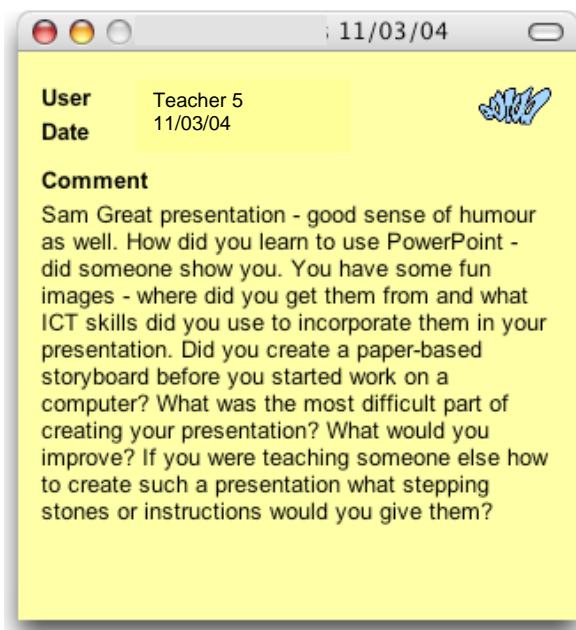 s 11/03/04
User
Teacher 5
Date
11/03/04
Comment
Sam Great presentation - good sense of humour
as well. How did you learn to use PowerPoint -
did someone show you. You have some fun
images - where did you get them from and what
ICT skills did you use to incorporate them in your
presentation. Did you create a paper-based
storyboard before you started work on a
computer? What was the most difficult part of
creating your presentation? What would you
improve? If you were teaching someone else how
to create such a presentation what stepping
stones or instructions would you give them?